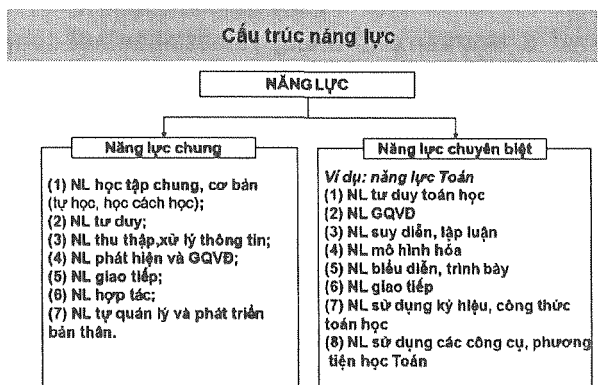 Cấu trúc năng lực
NĂNG LỰC
Năng lực chung
(1) NL học tập chung, cơ bản
(tự học, học cách học);
(2) NL tư duy;
(3) NL thu thập,xử lý thông tin;
(4) NL phát hiện và GQVĐ;
(5) NL giao tiếp;
(6) NL hợp tác;
(7) NL tự quản lý và phát triển
bản thân.
Năng lực chuyên biệt
Ví dụ: năng lực Toán
(1) NL tư duy toán học
(2) NL GQVĐ
(3) NL suy diễn, lập luận
(4) NL mô hình hóa
(5) NL biểu diễn, trình bày
(6) NL giao tiếp
(7) NL sử dụng ký hiệu, công thức
toán học
(8) NL sử dụng các công cụ, phương
tiện học Toán